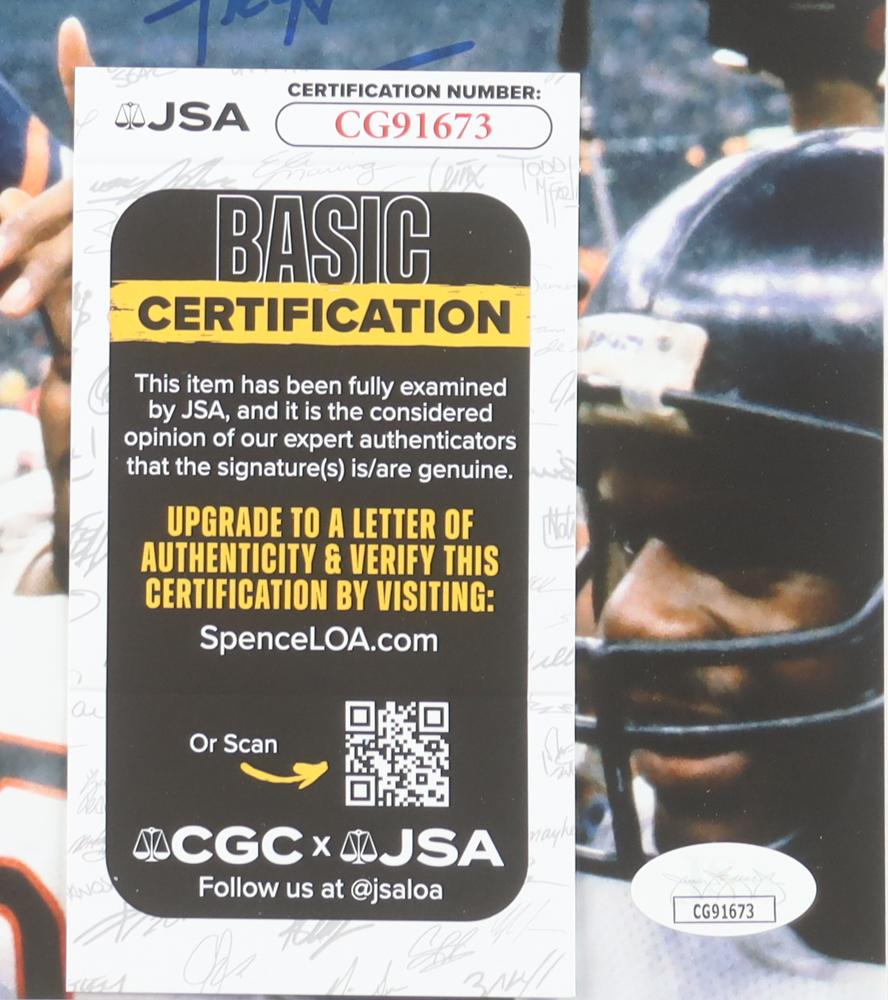 JSA
CERTIFICATION NUMBER:
CG91673
BASIC
CERTIFICATION
This item has been fully examined
by JSA, and it is the considered
opinion of our expert authenticators
that the signature(s) is/are genuine.
UPGRADE TO A LETTER OF
AUTHENTICITY & VERIFY THIS
CERTIFICATION BY VISITING:
SpenceLOA.com
Or Scan
CGC x JSA
Follow us at @jsaloa
CG91673